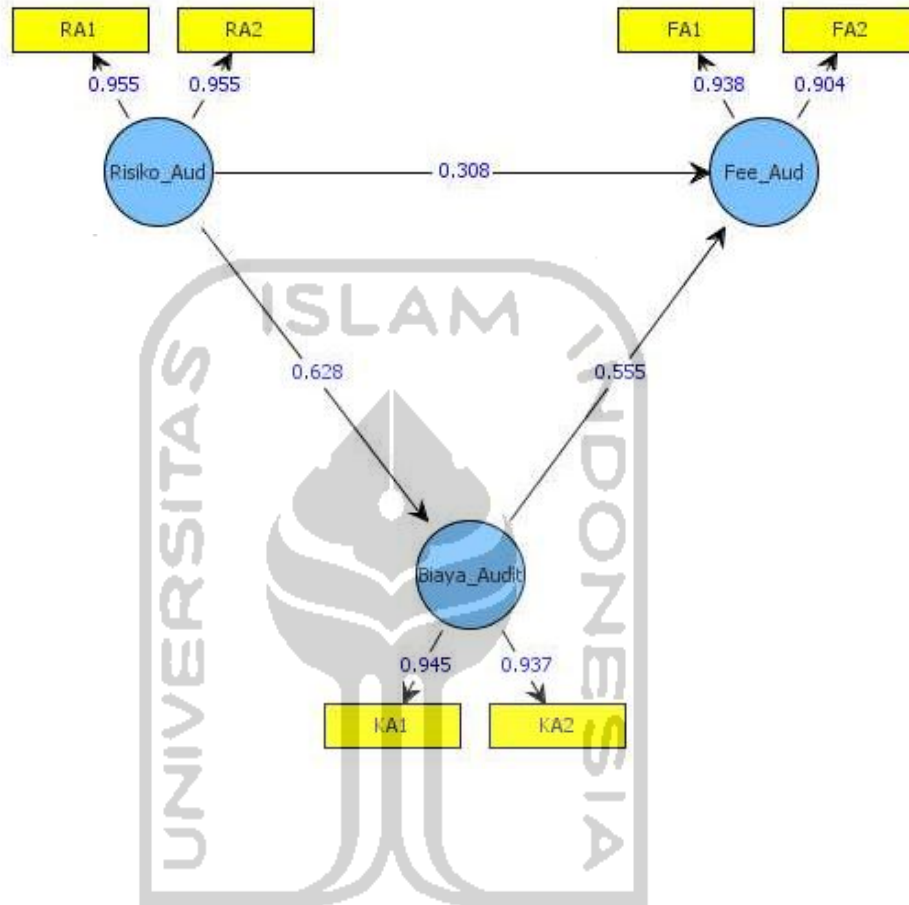 RA1 RA2 FA1 FA2
0.955 0.955 0.938 0.904
Risiko_Aud 0.308 Fee_Aud
ISLAM
0.628 0.555
UNIVERSITAS
INDONESIA
Biaya_Audit
0.945 0.937
KA1 KA2